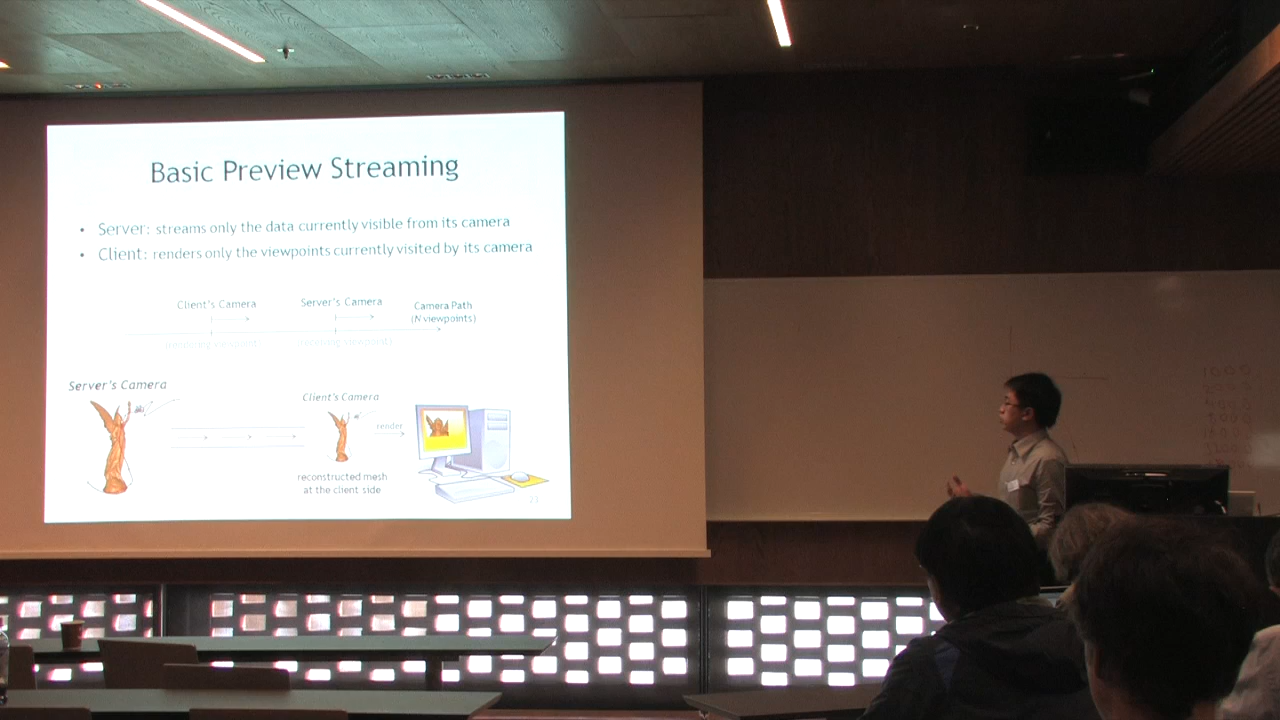 Basic Preview Streaming
• Server: streams only the data currently visible from its camera
• Client: renders only the viewpoints currently visited by its camera
Client's Camera
Server's Camera
Camera Path
(N viewpoints)
Server's Camera
Client's Camera
render
reconstructed mesh
at the client side